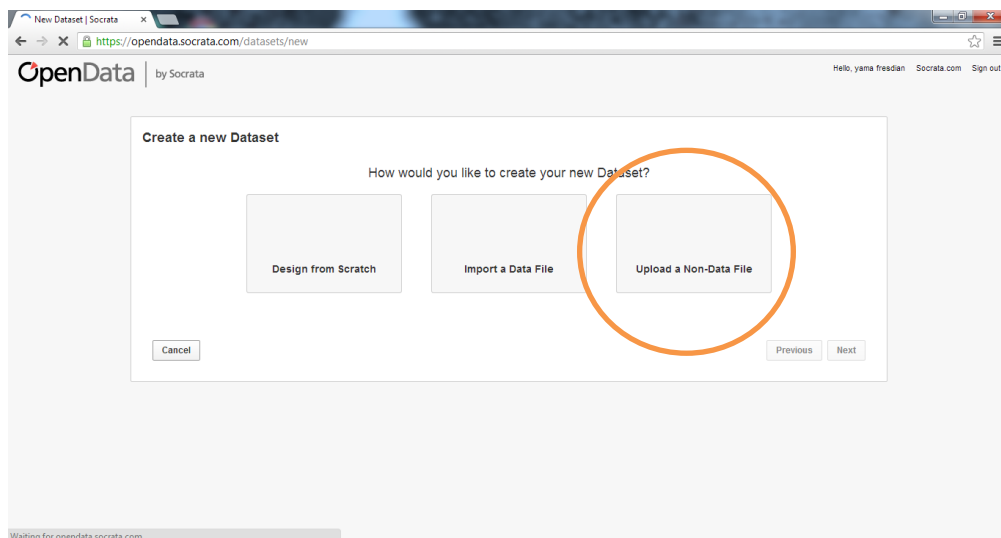 New Dataset | Socrata
https://opendata.socrata.com/datasets/new
OpenData by Socrata
Hello, yama fresdian Socrata.com Sign out
Create a new Dataset
How would you like to create your new Dataset?
Design from Scratch Import a Data File Upload a Non-Data File
Cancel Previous Next
Waiting for opendata.socrata.com